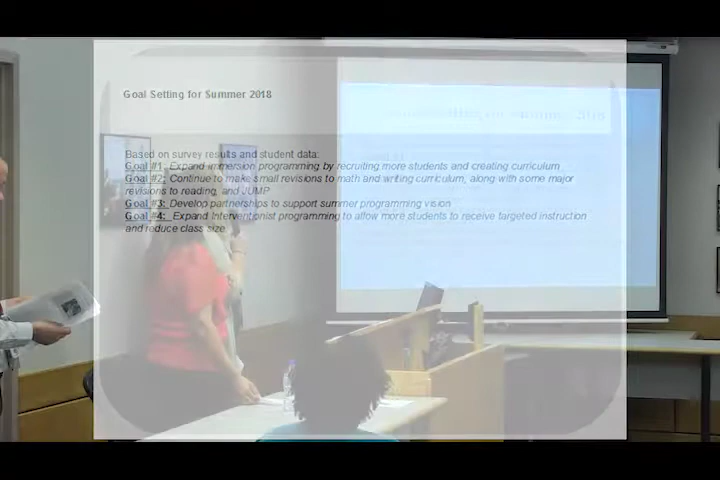 Goal Setting for Summer 2018
Based on survey results and student data:
Goal #1: Expand immersion programming by recruiting more students and creating curriculum
Goal #2: Continue to make small revisions to math and writing curriculum, along with some major
revisions to reading, and JUMP
Goal #3: Develop partnerships to support summer programming vision
Goal #4: Expand Interventionist programming to allow more students to receive targeted instruction
and reduce class size